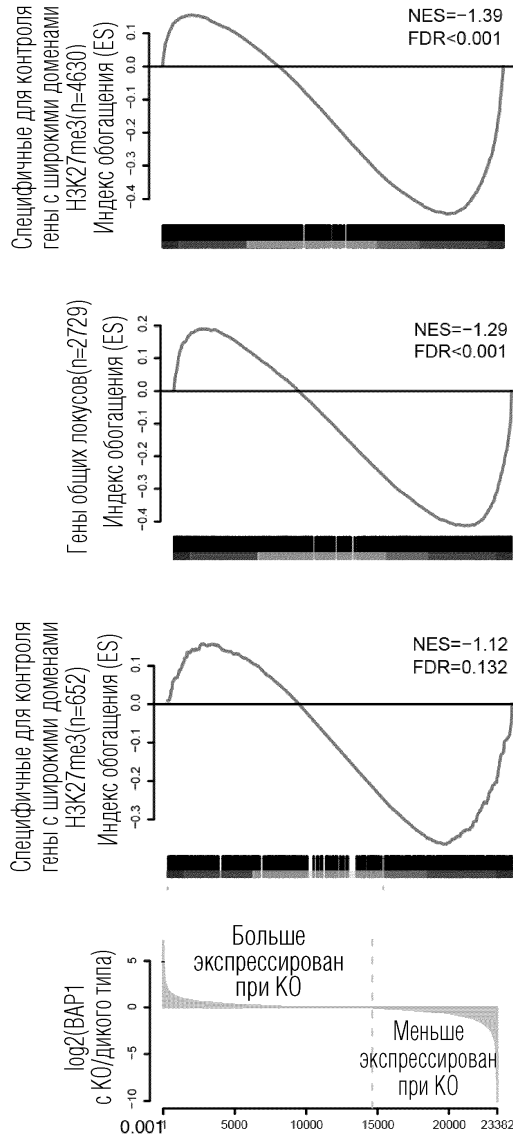 Специфичные для контроля
гены с широкими доменами
H3K27me3(n=4630)
Индекс обогащения (ES)
NES=−1.39
FDR<0.001
0.1
0.0
−0.1
−0.2
−0.3
−0.4
Гены общих локусов(n=2729)
Индекс обогащения (ES)
NES=−1.29
FDR<0.001
0.2
0.1
0.0
−0.1
−0.2
−0.3
−0.4
Специфичные для контроля
гены с широкими доменами
H3K27me3(n=652)
Индекс обогащения (ES)
NES=−1.12
FDR=0.132
0.1
0.0
−0.1
−0.2
−0.3
log2(BAP1
с КО/дикого типа)
5
0
−5
−10
Больше
экспрессирован
при КО
Меньше
экспрессирован
при КО
0.001 5000 10000 15000 20000 23382